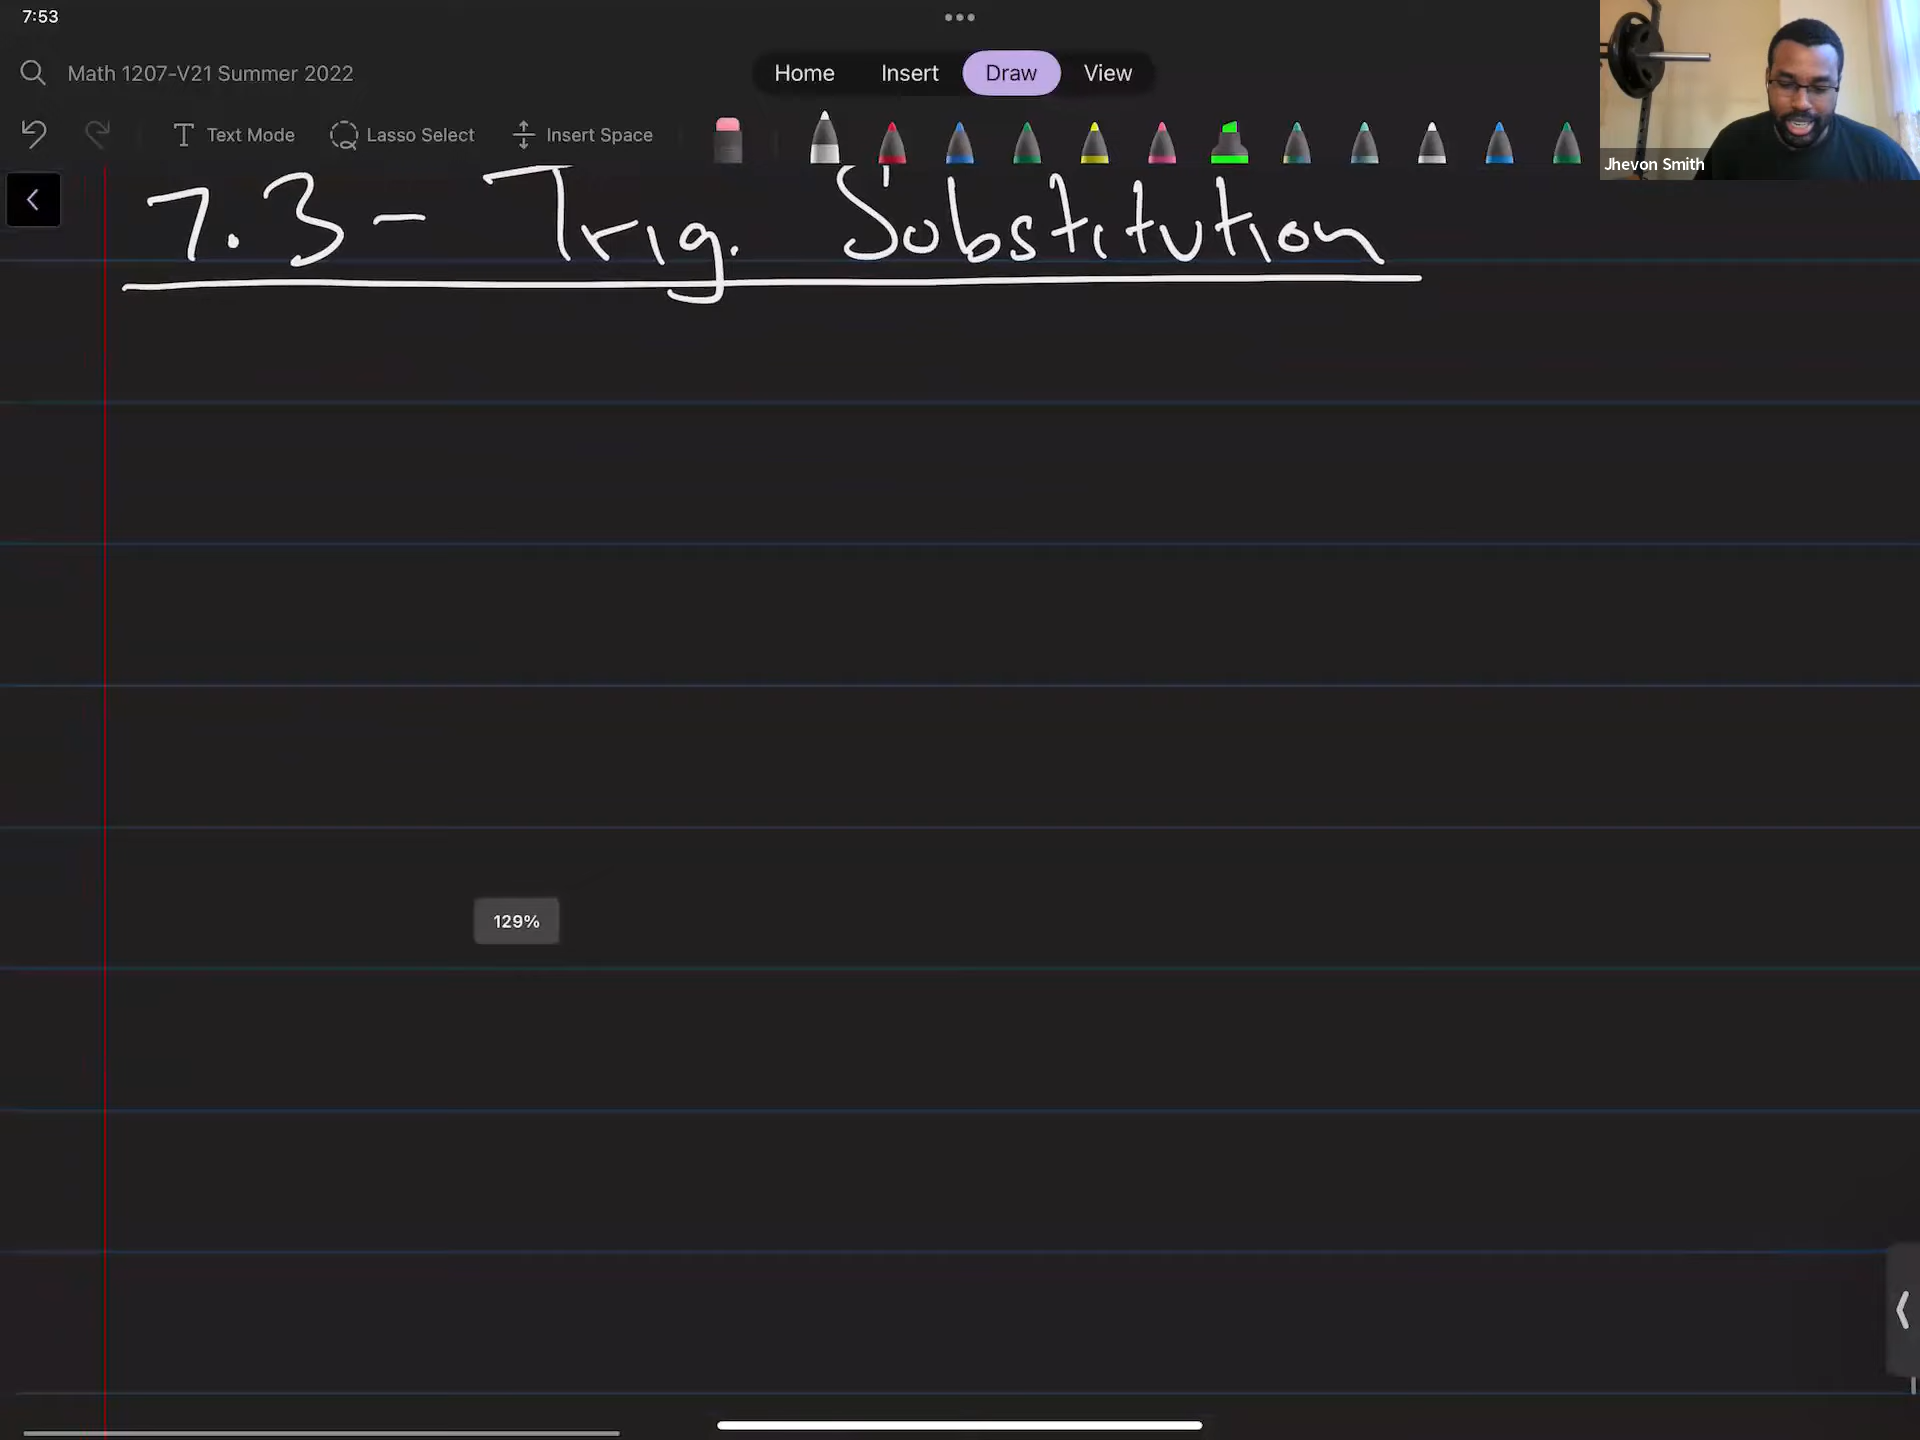 7:53
Math 1207-V21 Summer 2022
Home Insert Draw View
Text Mode Lasso Select Insert Space
Jhevon Smith
7.3 - Trig. Substitution
129%